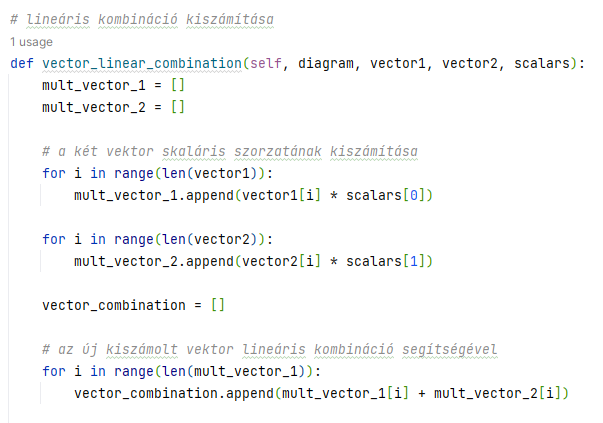 # lineáris kombináció kiszámítása
1 usage
def vector_linear_combination(self, diagram, vector1, vector2, scalars):
    mult_vector_1 = []
    mult_vector_2 = []
    # a két vektor skaláris szorzatának kiszámítása
    for i in range(len(vector1)):
        mult_vector_1.append(vector1[i] * scalars[0])
    for i in range(len(vector2)):
        mult_vector_2.append(vector2[i] * scalars[1])
    vector_combination = []
    # az új kiszámolt vektor lineáris kombináció segítségével
    for i in range(len(mult_vector_1)):
        vector_combination.append(mult_vector_1[i] + mult_vector_2[i])